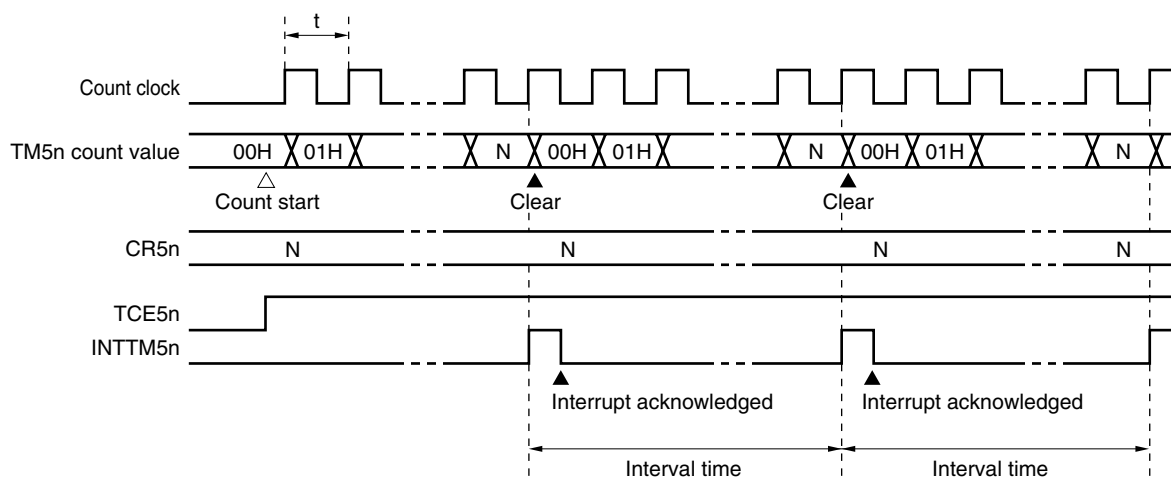 t
Count clock
TM5n count value 00H 01H N 00H 01H N 00H 01H N
Count start Clear Clear
CR5n N N N N
TCE5n
INTTM5n
Interrupt acknowledged Interrupt acknowledged
Interval time Interval time